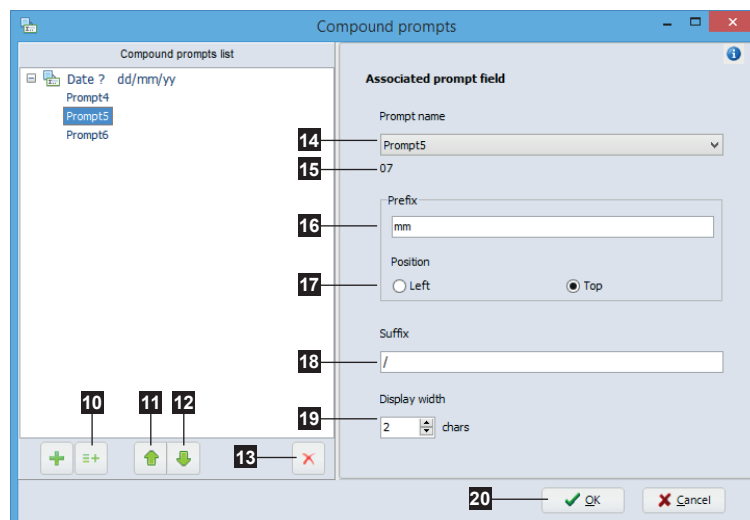 Compound prompts
Compound prompts list
Date ? dd/mm/yy
Prompt4
Prompt5
Prompt6
Associated prompt field
Prompt name
14
Prompt5
15
07
Prefix
16
mm
Position
17
Left
Top
Suffix
18
/
Display width
19
2
chars
10
11
12
13
20
OK
Cancel